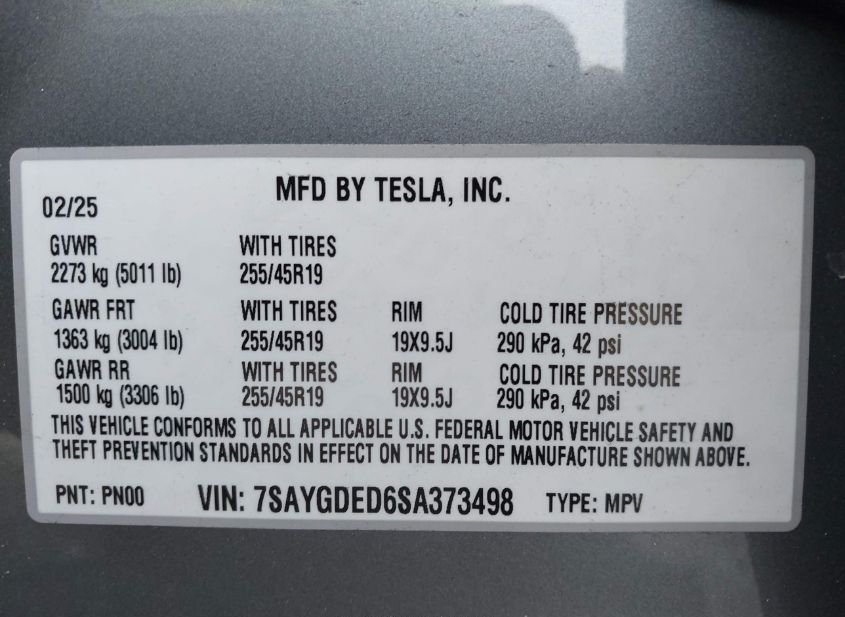 MFD BY TESLA, INC.
02/25
GVWR WITH TIRES
2273 kg (5011 lb) 255/45R19
GAWR FRT WITH TIRES RIM COLD TIRE PRESSURE
1363 kg (3004 lb) 255/45R19 19X9.5J 290 kPa, 42 psi
GAWR RR WITH TIRES RIM COLD TIRE PRESSURE
1500 kg (3306 lb) 255/45R19 19X9.5J 290 kPa, 42 psi
THIS VEHICLE CONFORMS TO ALL APPLICABLE U.S. FEDERAL MOTOR VEHICLE SAFETY AND
THEFT PREVENTION STANDARDS IN EFFECT ON THE DATE OF MANUFACTURE SHOWN ABOVE.
PNT: PN00 VIN: 7SAYGDED6SA373498 TYPE: MPV